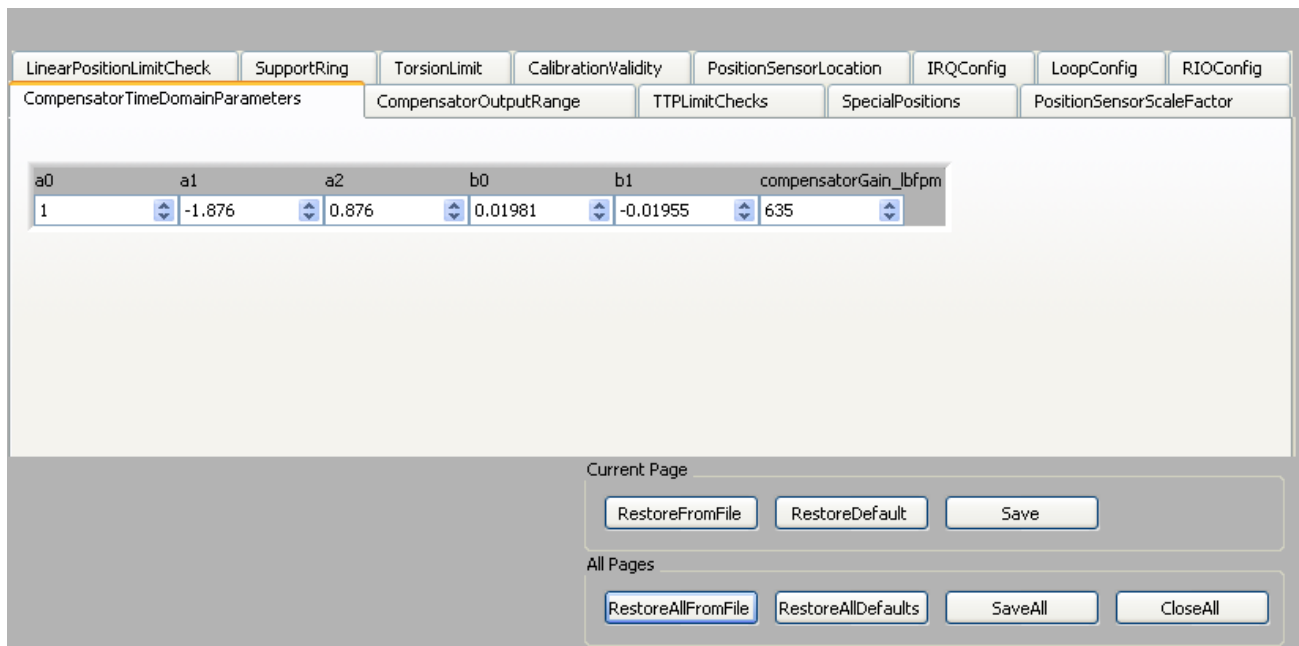 LinearPositionLimitCheck SupportRing TorsionLimit CalibrationValidity PositionSensorLocation IRQConfig LoopConfig RIOConfig
CompensatorTimeDomainParameters CompensatorOutputRange TTPLimitChecks SpecialPositions PositionSensorScaleFactor
a0 a1 a2 b0 b1 compensatorGain_lbfpm
1 -1.876 0.876 0.01981 -0.01955 635
Current Page
RestoreFromFile RestoreDefault Save
All Pages
RestoreAllFromFile RestoreAllDefaults SaveAll CloseAll